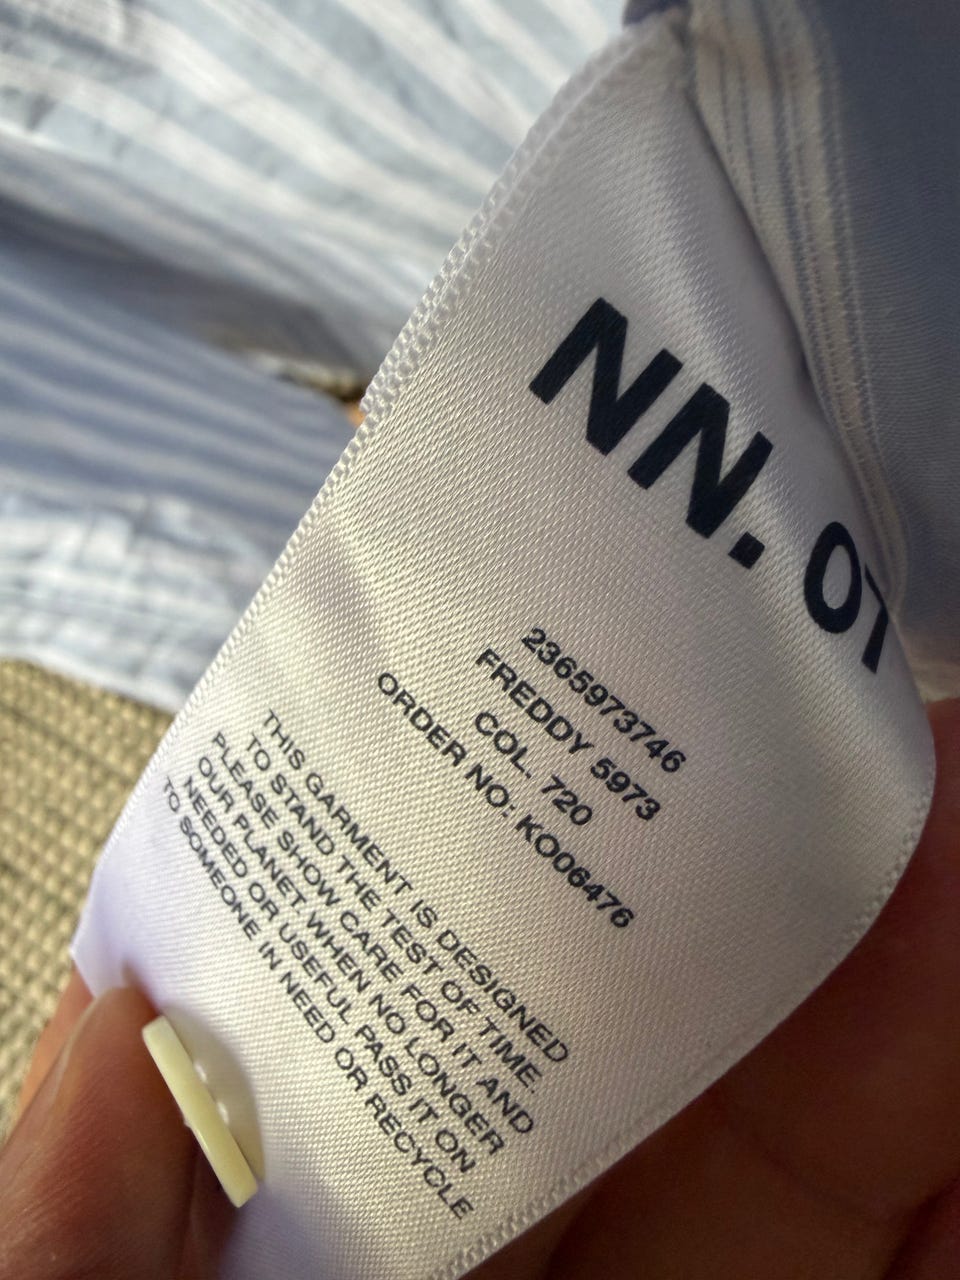 NN. 07
2365973746
FREDDY 5973
COL. 720
ORDER NO: KO06476
THIS GARMENT IS DESIGNED
TO STAND THE TEST OF TIME.
PLEASE SHOW CARE FOR IT AND
OUR PLANET. WHEN NO LONGER
NEEDED OR USEFUL PASS IT ON
TO SOMEONE IN NEED OR RECYCLE